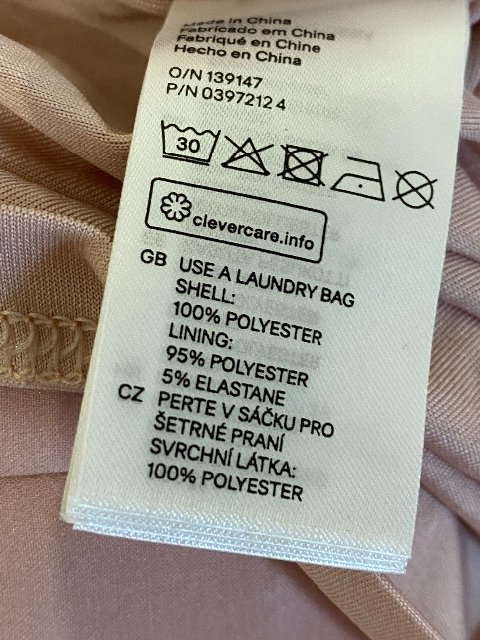 Made in China
Fabricado em China
Fabriqué en Chine
Hecho en China
O/N 139147
P/N 0397212 4
30
clevercare.info
GB USE A LAUNDRY BAG
SHELL:
100% POLYESTER
LINING:
95% POLYESTER
5% ELASTANE
CZ PERTE V SÁČKU PRO
ŠETRNÉ PRANÍ
SVRCHNÍ LÁTKA:
100% POLYESTER